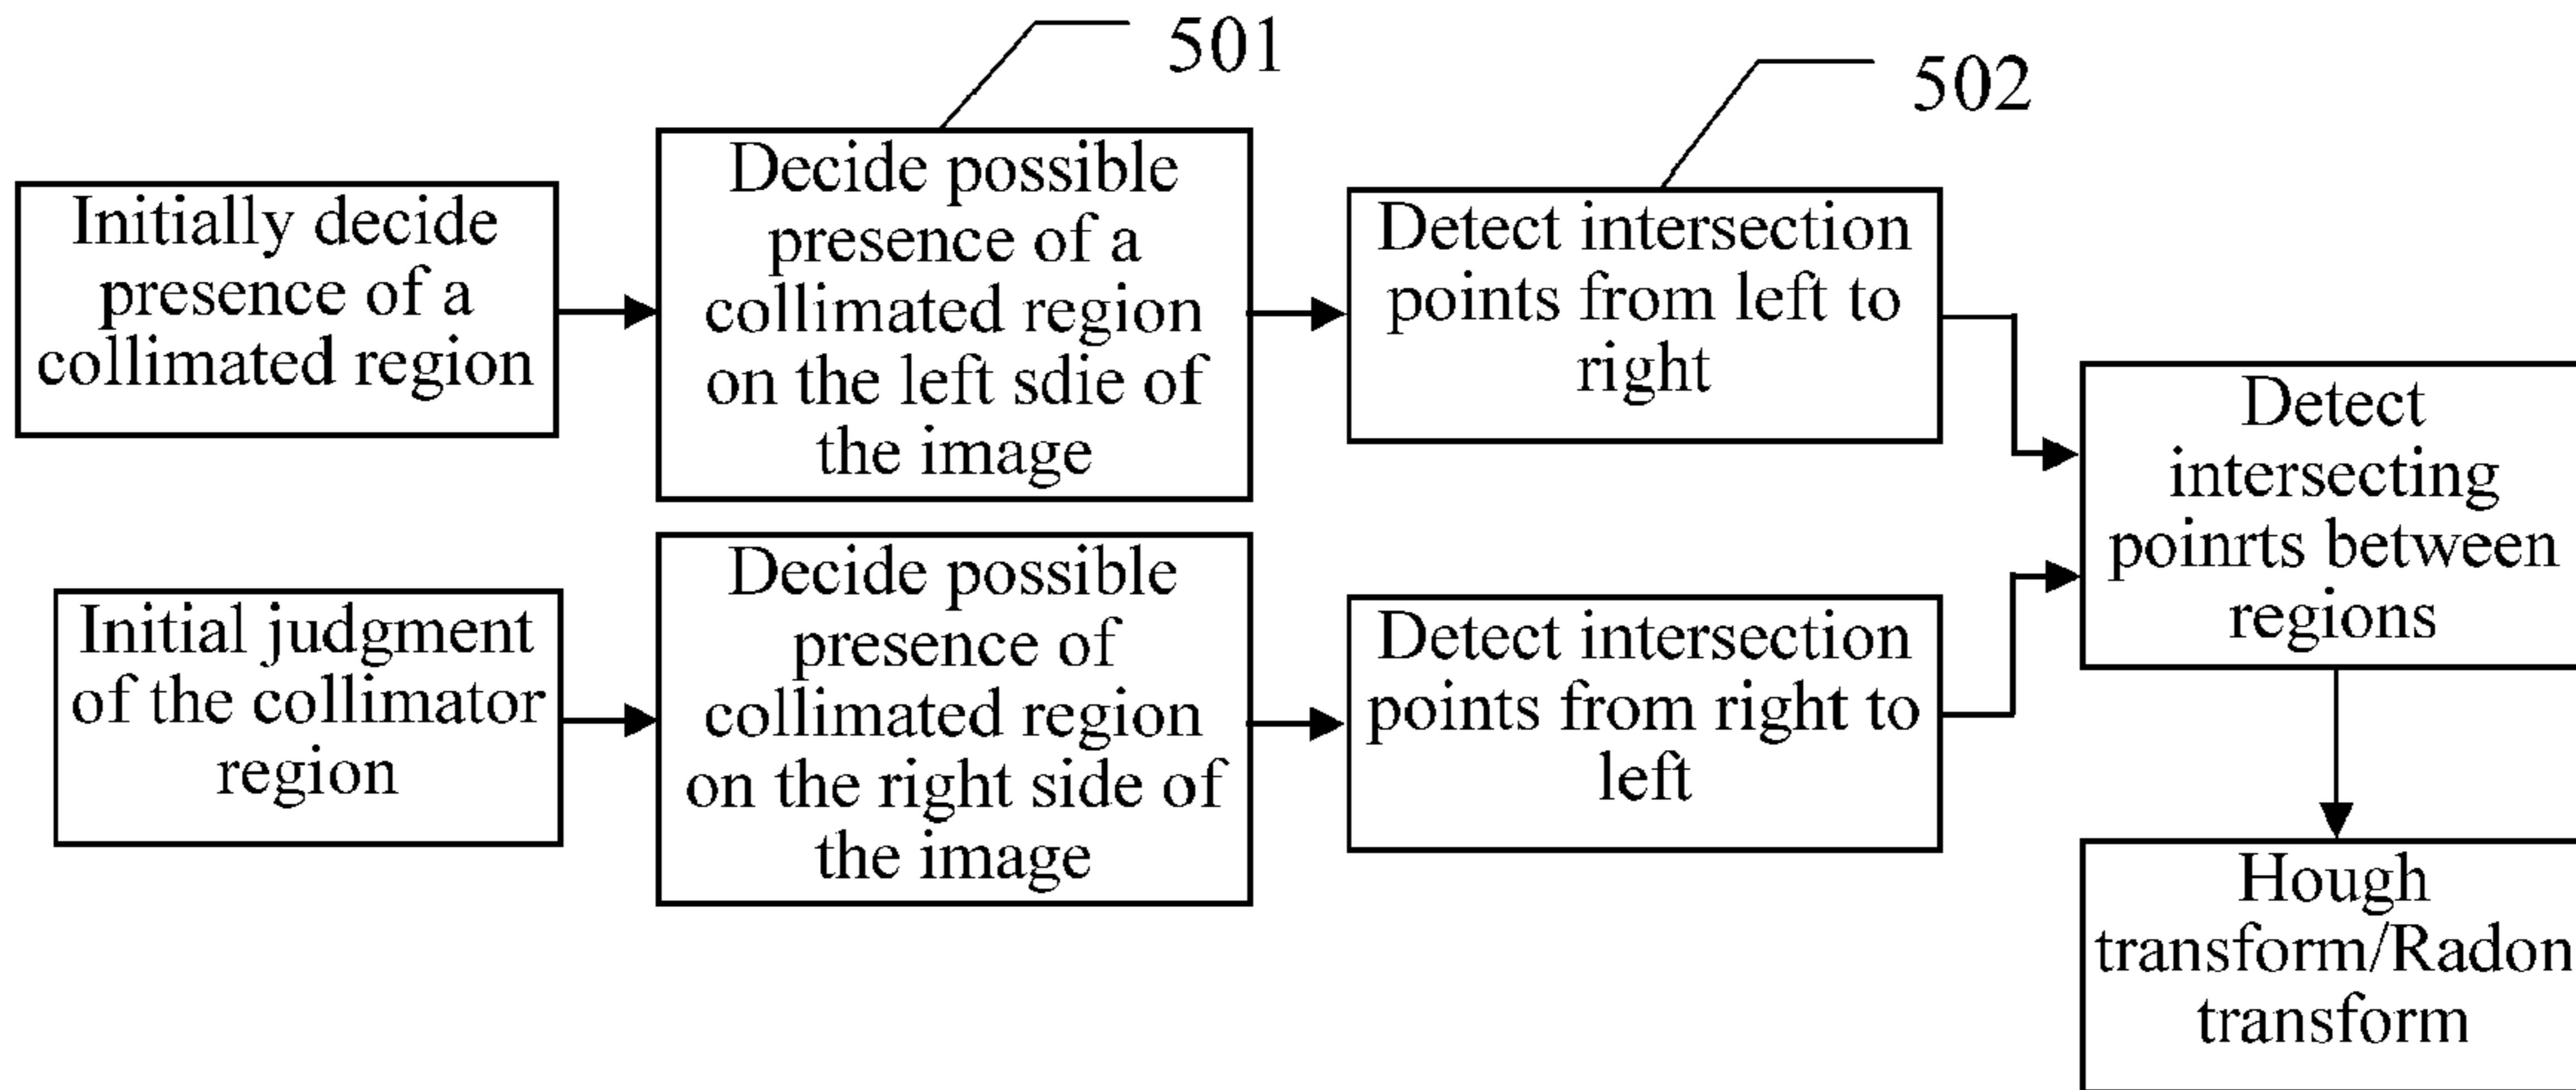 501
502
Initially decide
presence of a
collimated region
Decide possible
presence of a
collimated region
on the left sdie of
the image
Detect intersection
points from left to
right
Detect
intersecting
poinrts between
regions
Initial judgment
of the collimator
region
Decide possible
presence of
collimated region
on the right side of
the image
Detect intersection
points from right to
left
Hough
transform/Radon
transform